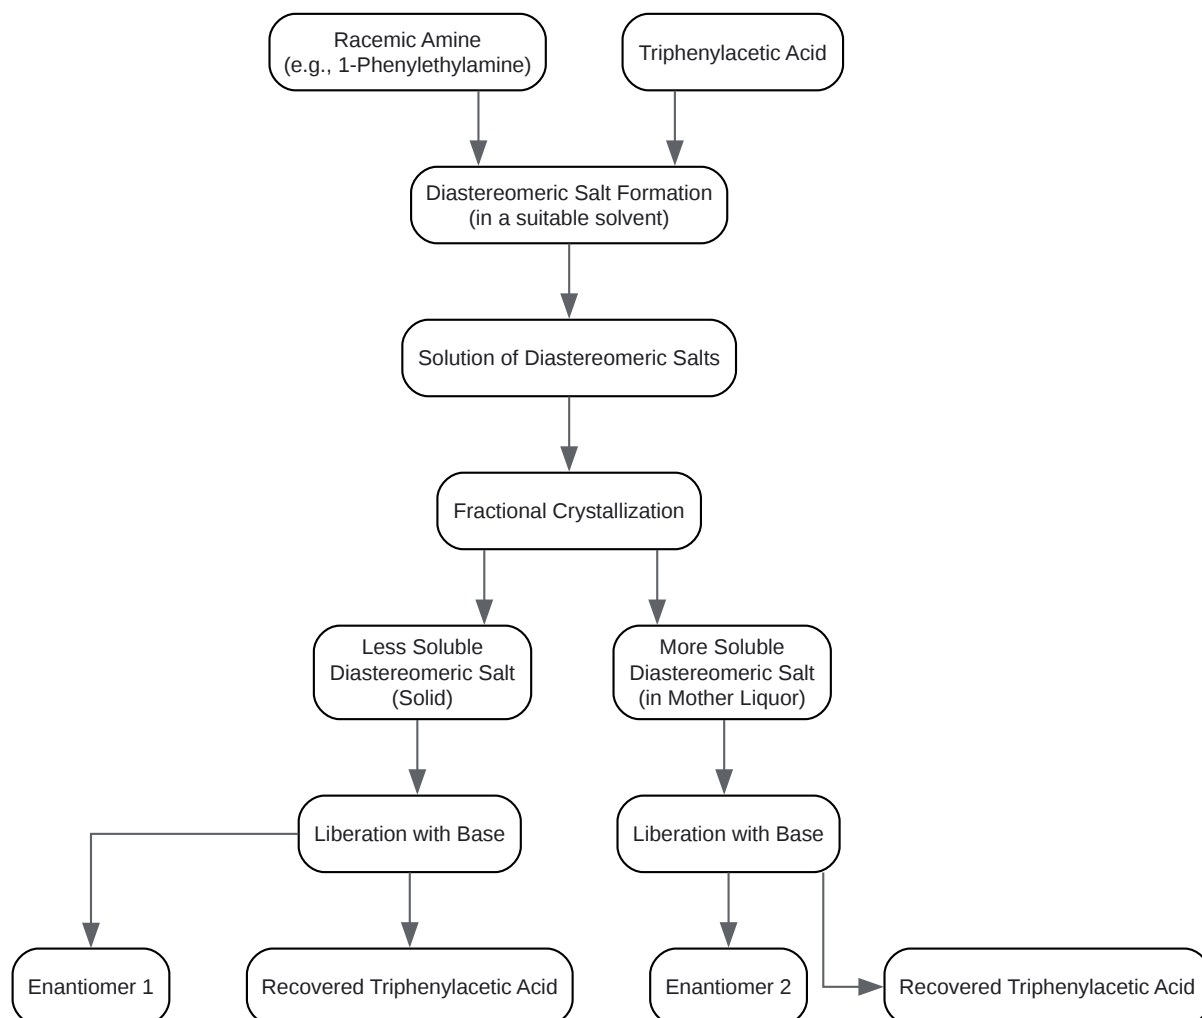 Racemic Amine
(e.g., 1-Phenylethylamine)
Triphenylacetic Acid
Diastereomeric Salt Formation
(in a suitable solvent)
Solution of Diastereomeric Salts
Fractional Crystallization
Less Soluble
Diastereomeric Salt
(Solid)
More Soluble
Diastereomeric Salt
(in Mother Liquor)
Liberation with Base
Liberation with Base
Enantiomer 1
Recovered Triphenylacetic Acid
Enantiomer 2
Recovered Triphenylacetic Acid